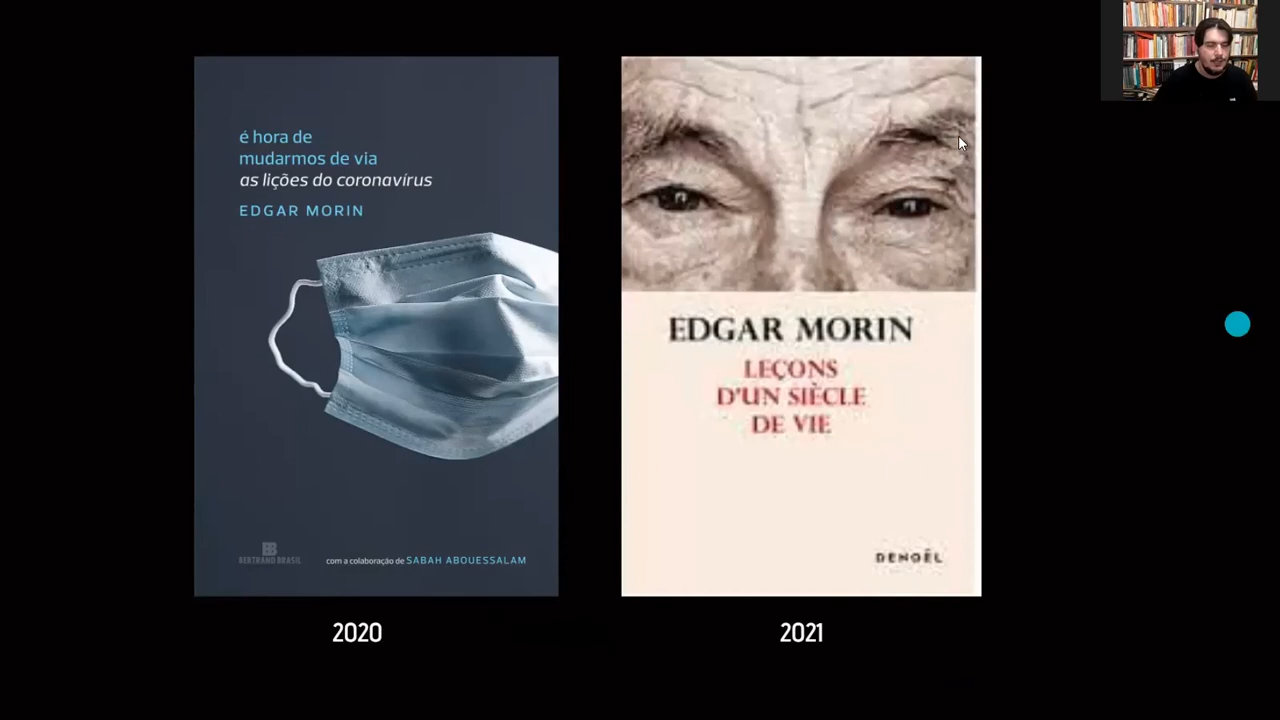 é hora de
mudarmos de via
as lições do coronavírus
EDGAR MORIN
BERTRAND BRASIL
com a colaboração de SABAH ABOUESSALAM
2020
EDGAR MORIN
LEÇONS
D'UN SIÈCLE
DE VIE
DENOËL
2021